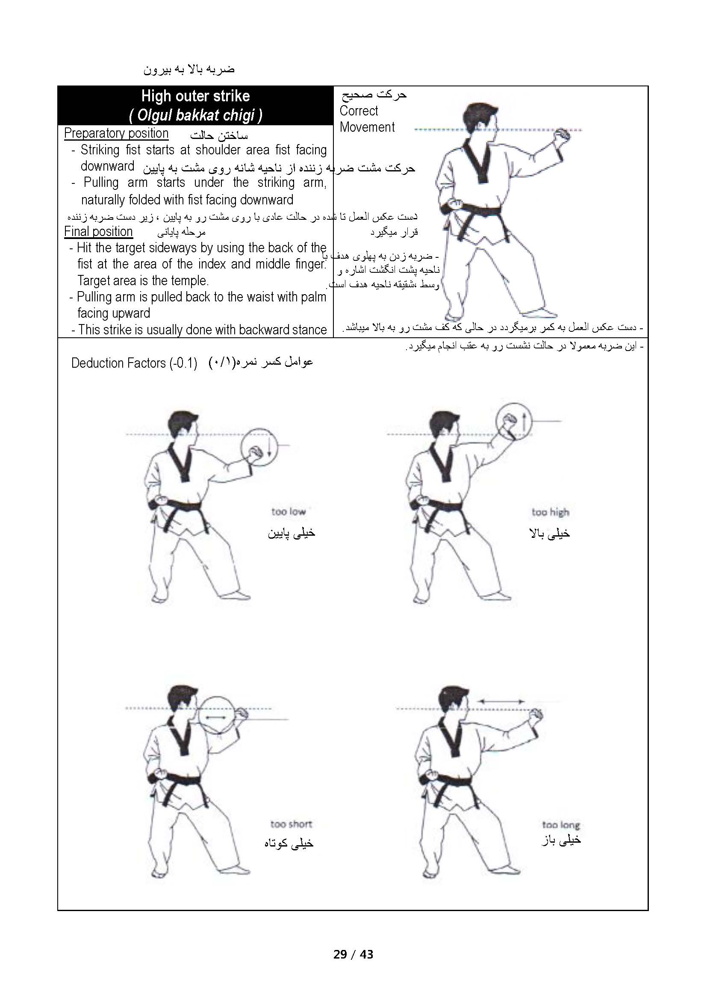 ضربه بالا به بیرون
High outer strike
( Olgul bakkat chigi )
Preparatory position ساختن حالت
- Striking fist starts at shoulder area fist facing
downward حرکت مشت ضربه زننده از ناحیه شانه روی مشت به پایین
- Pulling arm starts under the striking arm,
naturally folded with fist facing downward
دست عکس العمل تا شده در حالت عادی با روی مشت رو به پایین ، زیر دست ضربه زننده
قرار میگیرد
Final position مرحله پایانی
- Hit the target sideways by using the back of the
fist at the area of the index and middle finger.
Target area is the temple.
- Pulling arm is pulled back to the waist with palm
facing upward
- This strike is usually done with backward stance
حرکت صحیح
Correct
Movement
- ضربه زدن به پهلوی هدف با
ناحیه پشت انگشت اشاره و
وسط ،شقیقه ناحیه هدف است.
- دست عکس العمل به کمر برمیگردد در حالی که کف مشت رو به بالا میباشد.
- این ضربه معمولا در حالت نشست رو به عقب انجام میگیرد.
Deduction Factors (-0.1) عوامل کسر نمره(۰/۱)
too low
خیلی پایین
too high
خیلی بالا
too short
خیلی کوتاه
too long
خیلی باز
29 / 43